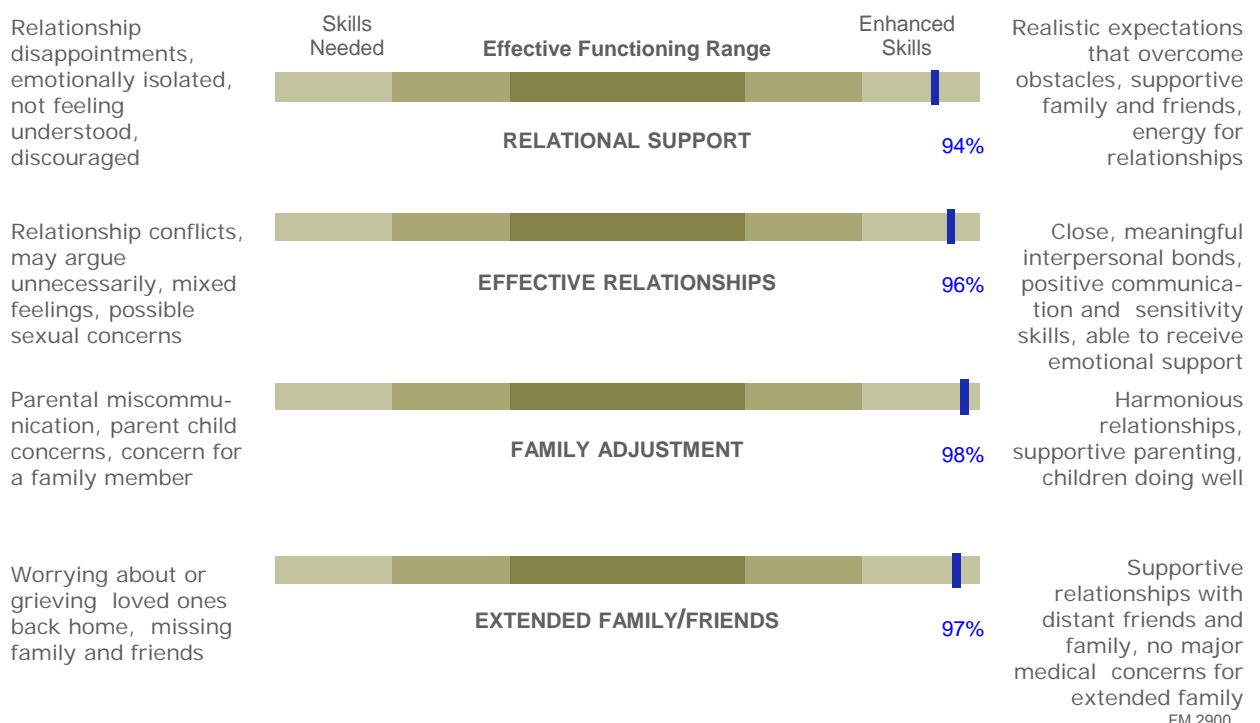 Relationship
disappointments,
emotionally isolated,
not feeling
understood,
discouraged
Skills
Needed
Effective Functioning Range
Enhanced
Skills
Realistic expectations
that overcome
obstacles, supportive
family and friends,
energy for
relationships
RELATIONAL SUPPORT
94%
Relationship conflicts,
may argue
unnecessarily, mixed
feelings, possible
sexual concerns
EFFECTIVE RELATIONSHIPS
96%
Close, meaningful
interpersonal bonds,
positive communica-
tion and sensitivity
skills, able to receive
emotional support
Parental miscommu-
nication, parent child
concerns, concern for
a family member
FAMILY ADJUSTMENT
98%
Harmonious
relationships,
supportive parenting,
children doing well
Worrying about or
grieving loved ones
back home, missing
family and friends
EXTENDED FAMILY/FRIENDS
97%
Supportive
relationships with
distant friends and
family, no major
medical concerns for
extended family
FM 2900